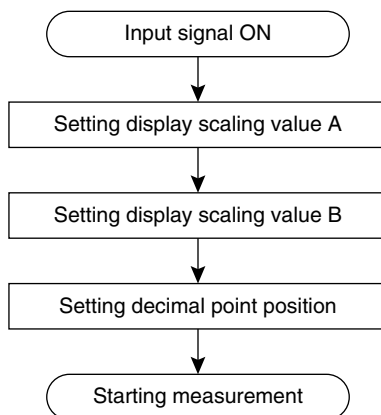 Input signal ON
Setting display scaling value A
Setting display scaling value B
Setting decimal point position
Starting measurement